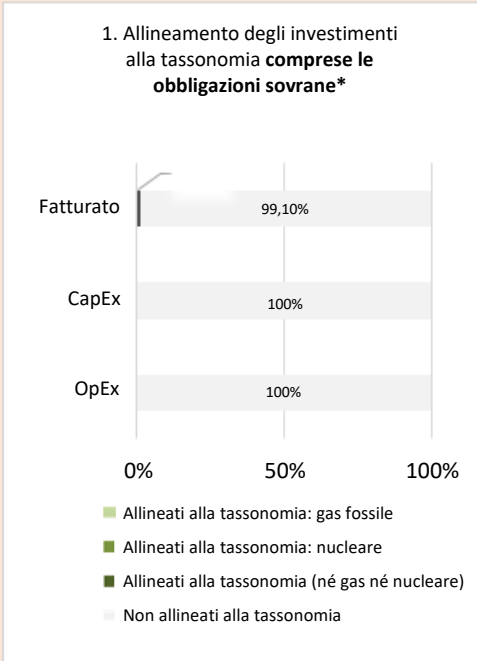 1. Allineamento degli investimenti
alla tassonomia comprese le
obbligazioni sovrane*
Fatturato
99,10%
CapEx
100%
OpEx
100%
0% 50% 100%
Allineati alla tassonomia: gas fossile
Allineati alla tassonomia: nucleare
Allineati alla tassonomia (né gas né nucleare)
Non allineati alla tassonomia